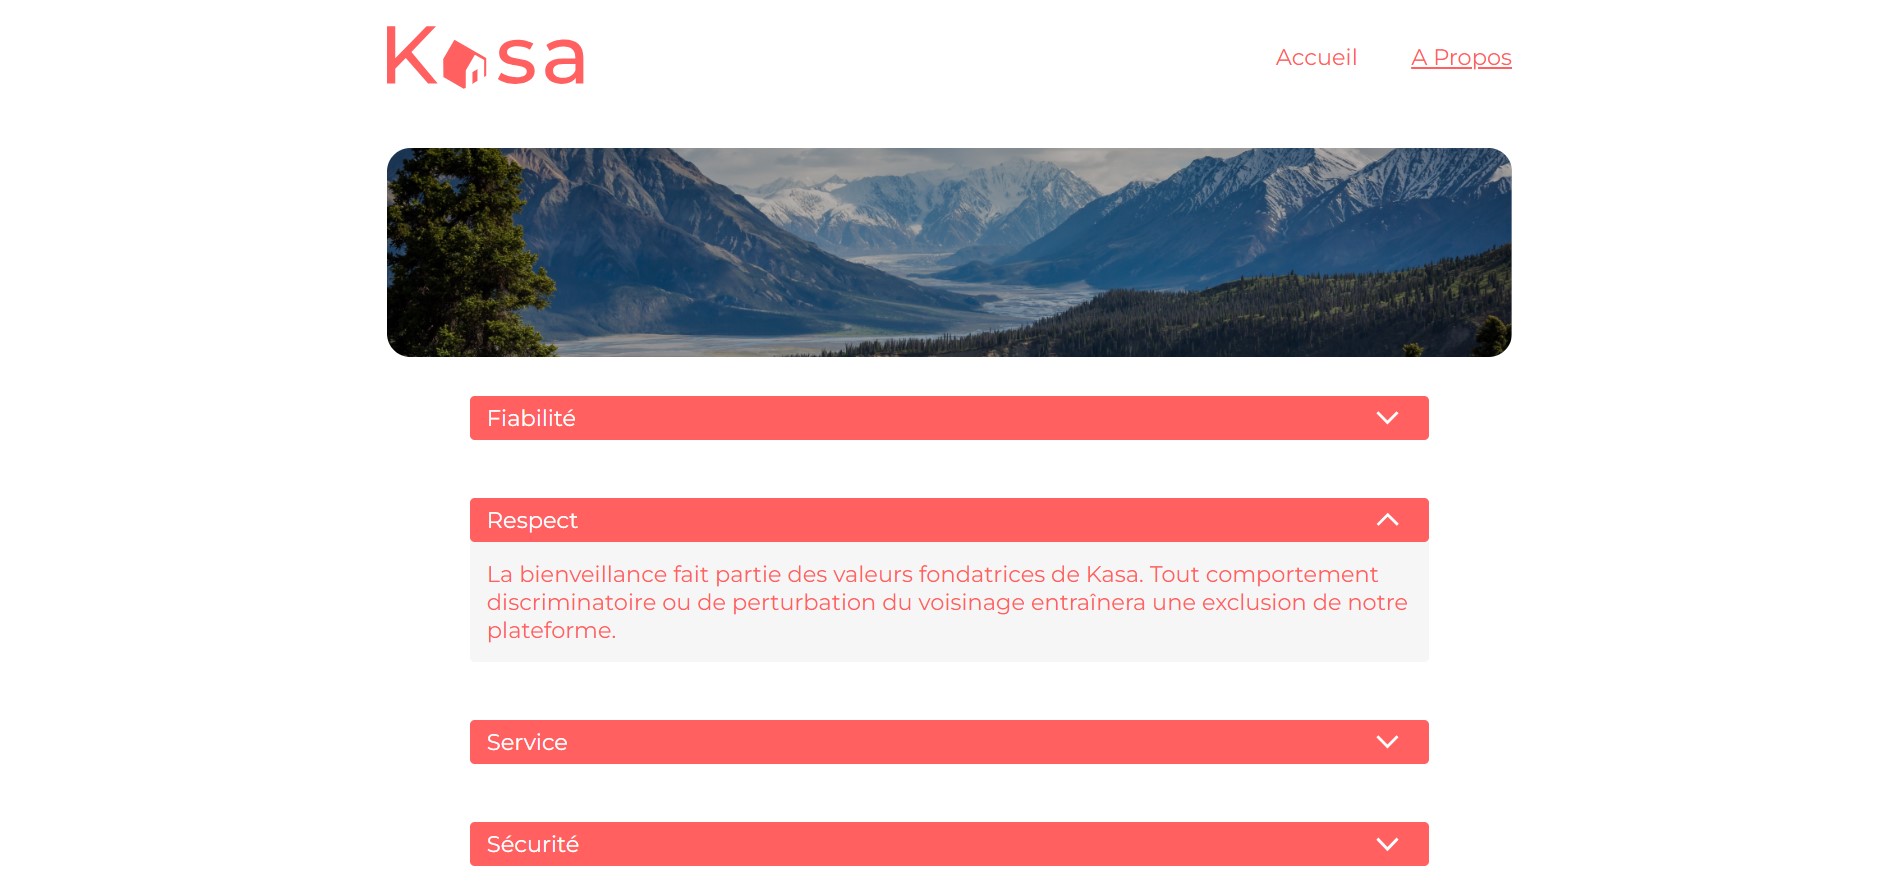 Kasa
Accueil
A Propos
Fiabilité
Respect
La bienveillance fait partie des valeurs fondatrices de Kasa. Tout comportement
discriminatoire ou de perturbation du voisinage entraînera une exclusion de notre
plateforme.
Service
Sécurité